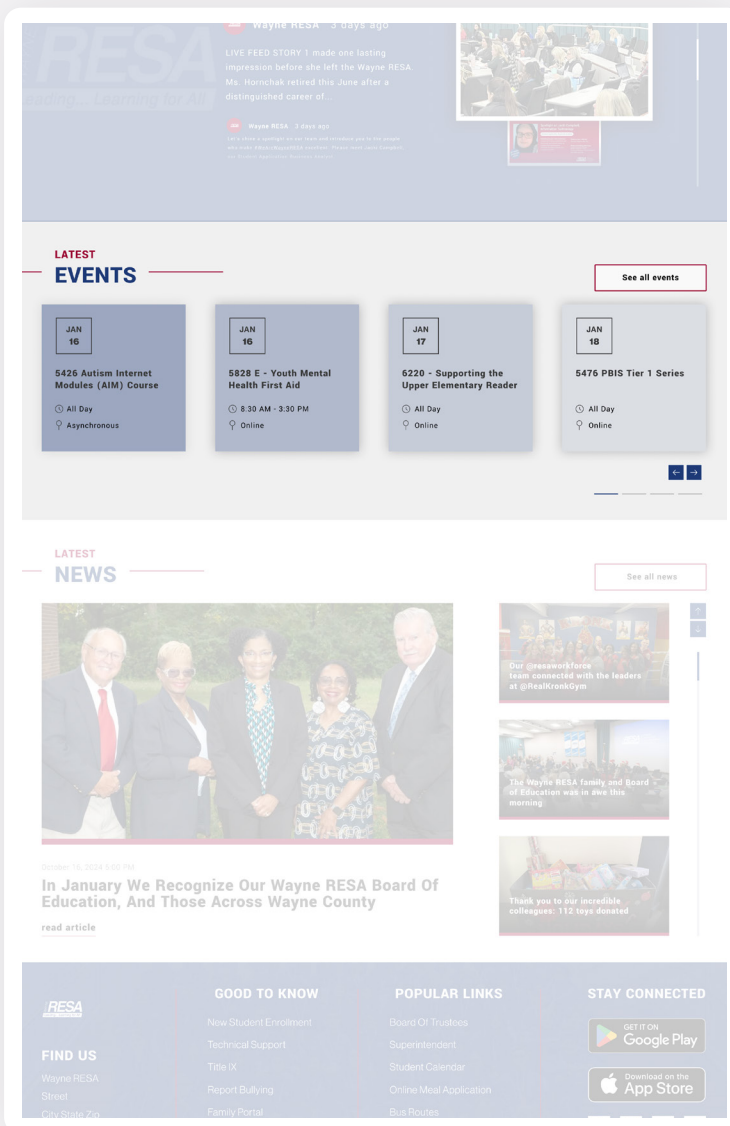 RESA
Leading... Learning for All
Wayne RESA 3 days ago
LIVE FEED STORY 1 made one lasting
impression before she left the Wayne RESA.
Ms. Hornchak retired this June after a
distinguished career of...
Wayne RESA 3 days ago
LATEST
EVENTS
See all events
JAN
16
5426 Autism Internet
Modules (AIM) Course
All Day
Asynchronous
JAN
16
5828 E - Youth Mental
Health First Aid
8:30 AM - 3:30 PM
Online
JAN
17
6220 - Supporting the
Upper Elementary Reader
All Day
Online
JAN
18
5476 PBIS Tier 1 Series
All Day
Online
LATEST
NEWS
See all news
October 16, 2024 5:00 PM
In January We Recognize Our Wayne RESA Board Of
Education, And Those Across Wayne County
read article
Our @resaworkforce
team connected with the leaders
at @RealKronkGym
The Wayne RESA family and Board
of Education was in awe this
morning
Thank you to our incredible
colleagues: 112 toys donated
RESA
FIND US
Wayne RESA
Street
City State Zip
GOOD TO KNOW
New Student Enrollment
Technical Support
Title IX
Report Bullying
Family Portal
POPULAR LINKS
Board Of Trustees
Superintendent
Student Calendar
Online Meal Application
Bus Routes
STAY CONNECTED
GET IT ON
Google Play
Download on the
App Store